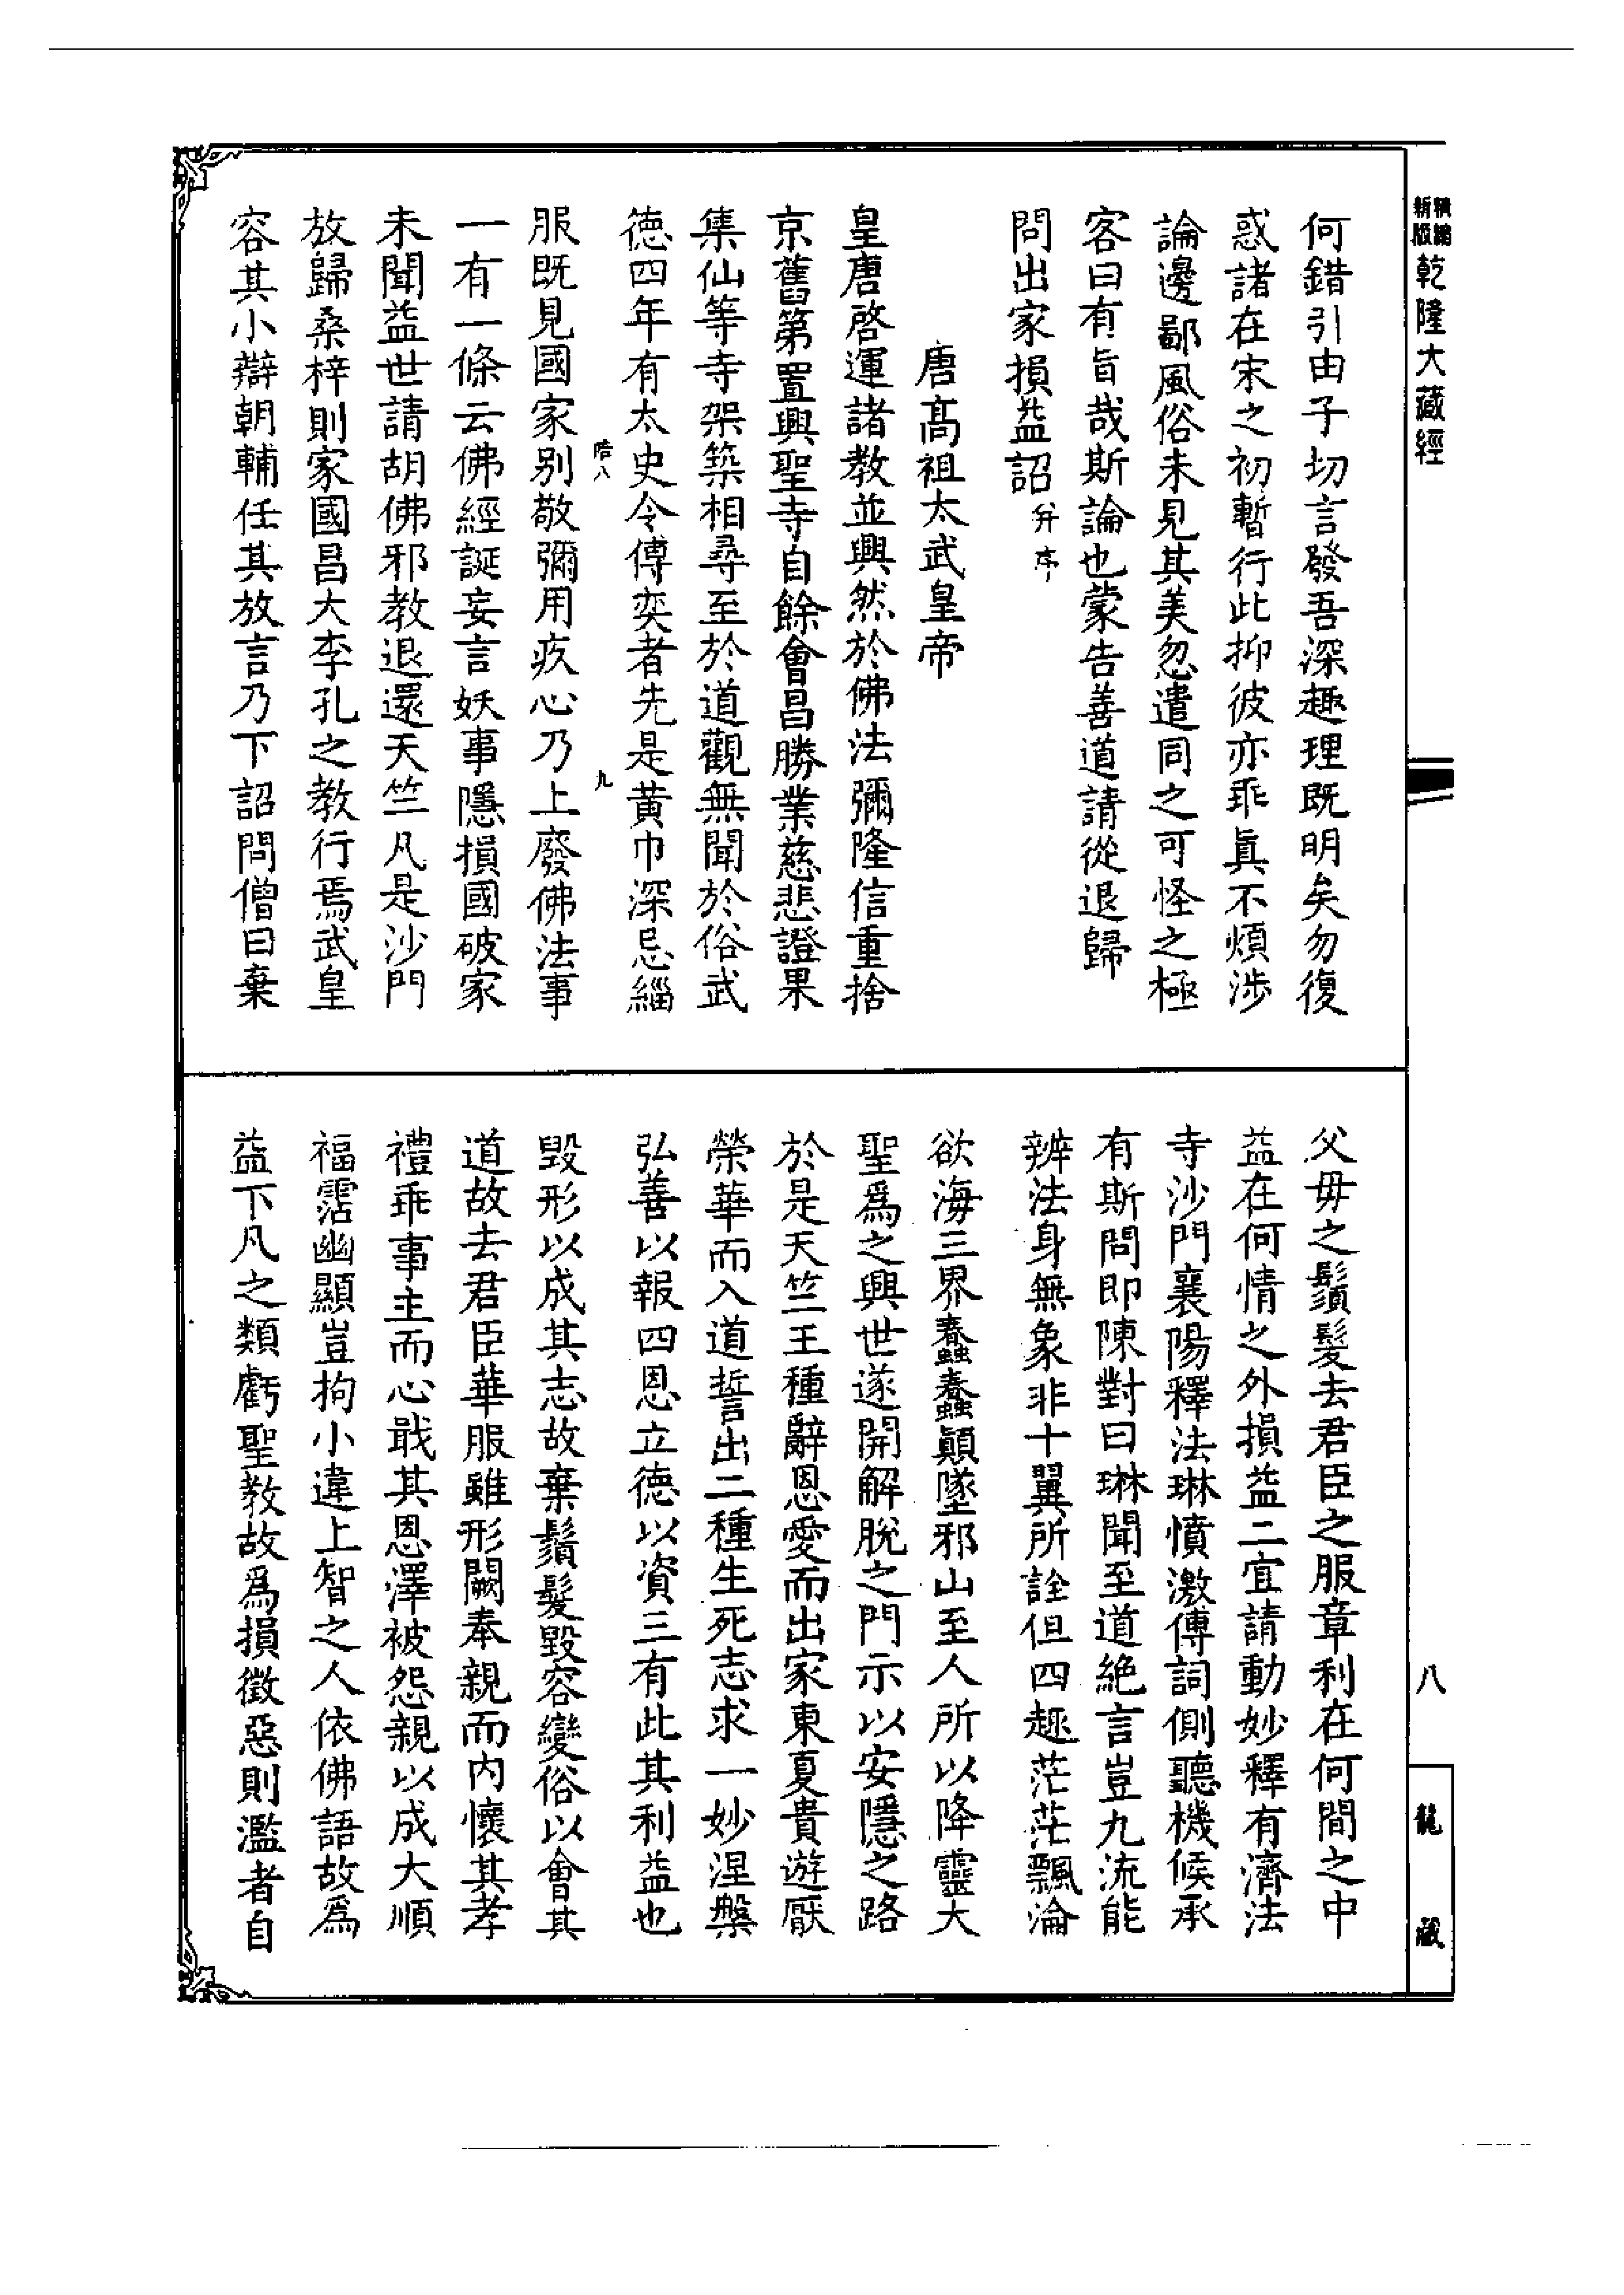 精縮新版乾隆大藏經
八
龍藏
何錯引由子切言發吾深趣理既明矣勿復
惑諸在宋之初暫行此抑彼亦乖眞不煩涉
論邊鄙風俗未見其美忽遣同之可怪之極
客曰有旨哉斯論也蒙告善道請從退歸
問出家損益詔并序
唐髙祖太武皇帝
皇唐啓運諸教並興然於佛法彌隆信重捨
京舊第置興聖寺自餘會昌勝業慈悲證果
集仙等寺架築相尋至於道觀無聞於俗武
德四年有太史令傅奕者先是黄巾深忌緇
九
服既見國家别敬彌用疚心乃上廢佛法事
一有一條云佛經誕妄言妖事隱損國破家
未聞益世請胡佛邪教退還天竺凡是沙門
放歸桑梓則家國昌大李孔之教行焉武皇
容其小辯朝輔任其放言乃下詔問僧曰棄
父毋之鬚髮去君臣之服章利在何間之中
益在何情之外損益二宜請動妙釋有濟法
寺沙門襄陽釋法琳憤激傅詞側聽機候承
有斯問即陳對曰琳聞至道絶言豈九流能
辨法身無象非十翼所詮但四趣茫茫飄淪
欲海三界蠢蠢顛墜邪山至人所以降靈大
聖爲之興世遂開解脫之門示以安隱之路
於是天竺王種辭恩愛而出家東夏貴遊厭
榮華而入道誓出二種生死志求一妙涅槃
弘善以報四恩立德以資三有此其利益也
毁形以成其志故棄鬚髮毁容變俗以會其
道故去君臣華服雖形闕奉親而内懷其孝
禮乖事主而心戢其恩澤被怨親以成大順
福霑幽顯豈拘小違上智之人依佛語故爲
益下凡之類虧聖教故爲損徵惡則濫者自